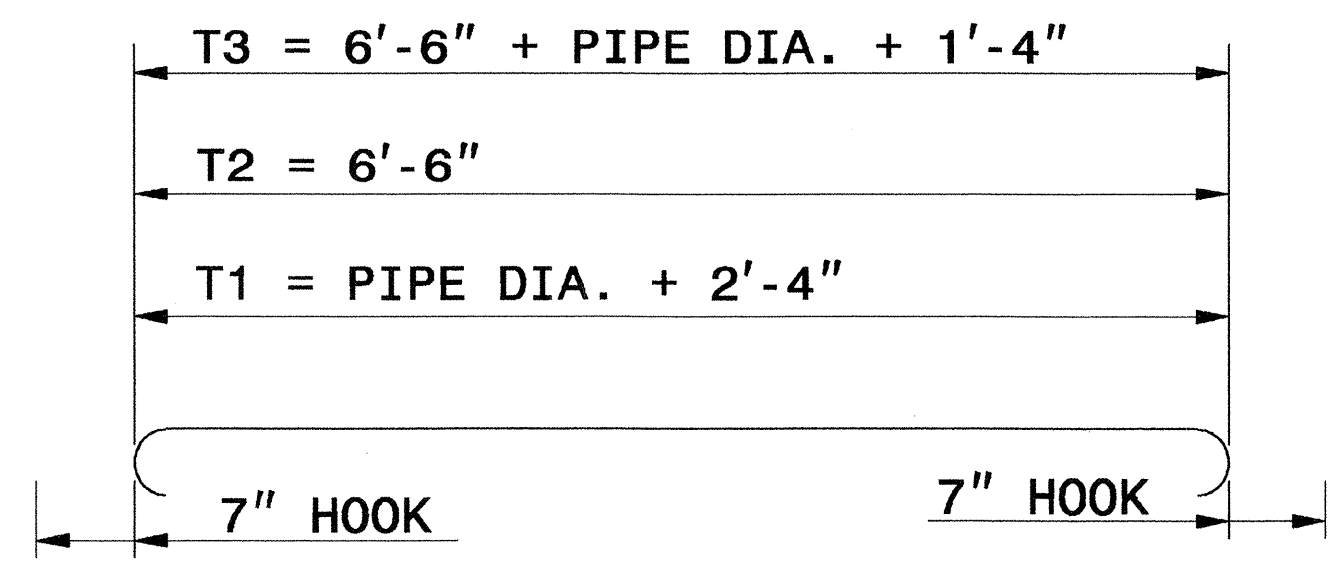 T3 = 6'-6" + PIPE DIA. + 1'-4"
T2 = 6'-6"
T1 = PIPE DIA. + 2'-4"
7" HOOK
7" HOOK